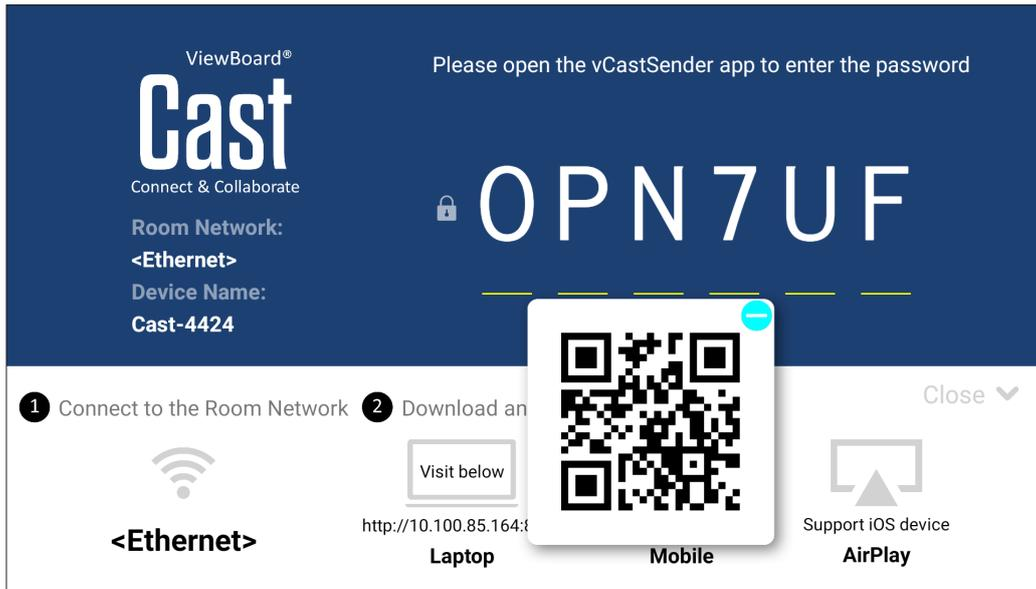 ViewBoard®
Cast
Connect & Collaborate
Room Network:
<Ethernet>
Device Name:
Cast-4424
Please open the vCastSender app to enter the password
OPN7UF
1 Connect to the Room Network
<Ethernet>
2 Download an
Visit below
http://10.100.85.164:8
Laptop
Mobile
Close
Support iOS device
AirPlay